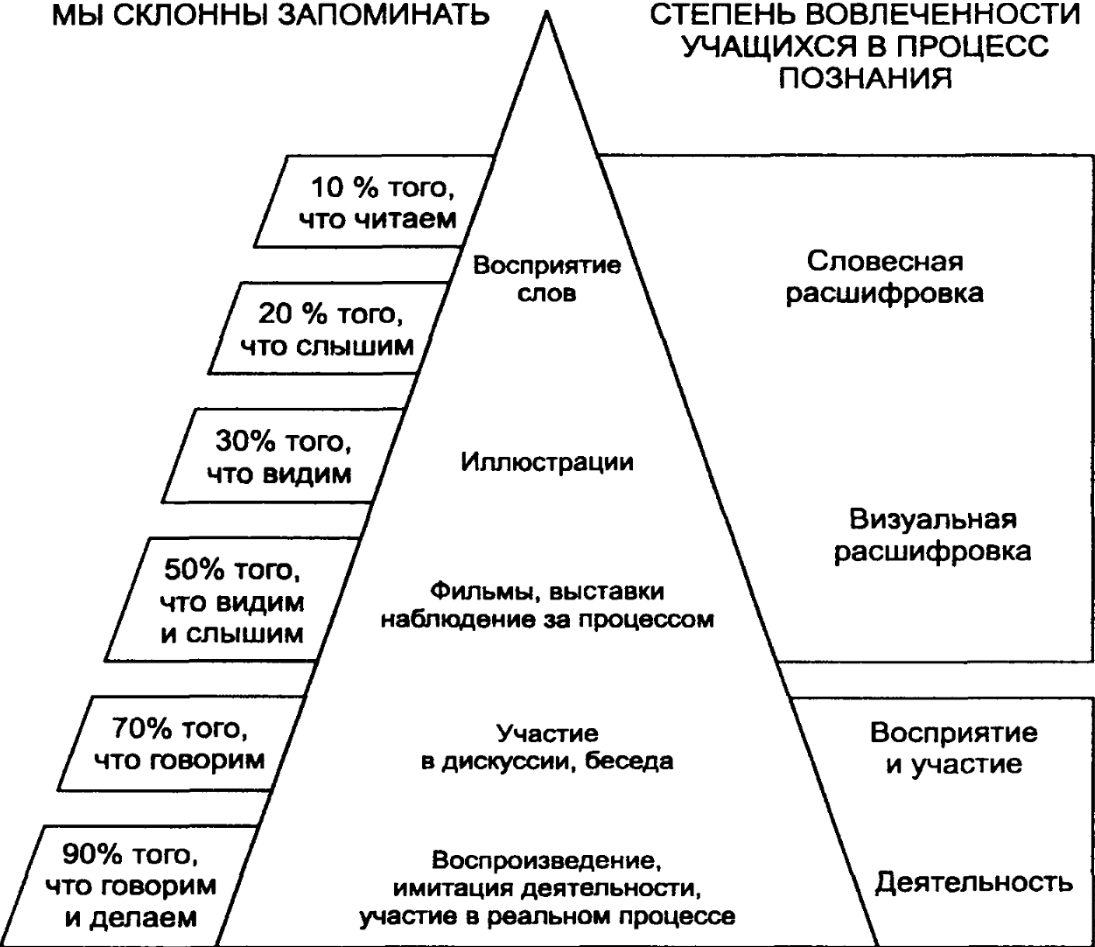 МЫ СКЛОННЫ ЗАПОМИНАТЬ
СТЕПЕНЬ ВОВЛЕЧЕННОСТИ
УЧАЩИХСЯ В ПРОЦЕСС
ПОЗНАНИЯ
10 % того,
что читаем
20 % того,
что слышим
30% того,
что видим
50% того,
что видим
и слышим
70% того,
что говорим
90% того,
что говорим
и делаем
Восприятие
слов
Иллюстрации
Фильмы, выставки
наблюдение за процессом
Участие
в дискуссии, беседа
Воспроизведение,
имитация деятельности,
участие в реальном процессе
Словесная
расшифровка
Визуальная
расшифровка
Восприятие
и участие
Деятельность